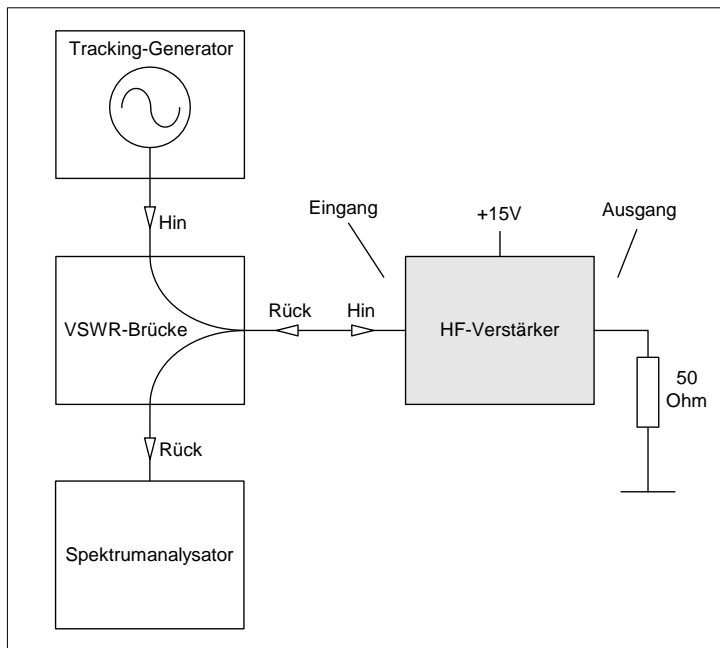 Tracking-Generator
Hin
Eingang
+15V
Ausgang
VSWR-Brücke
Rück
Hin
HF-Verstärker
50
Ohm
Rück
Spektrumanalysator